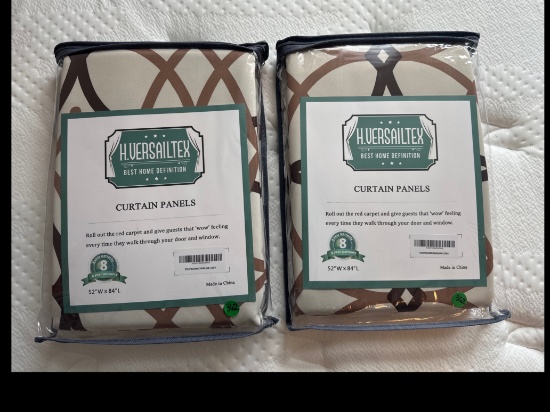 H.VERSAILTEX
BEST HOME DEFINITION
CURTAIN PANELS
Roll out the red carpet and give guests that 'wow' feeling
every time they walk through your door and window.
8
52"W x 84"L
Made in China
H.VERSAILTEX
BEST HOME DEFINITION
CURTAIN PANELS
Roll out the red carpet and give guests that 'wow' feeling
every time they walk through your door and window.
8
52"W x 84"L
Made in China